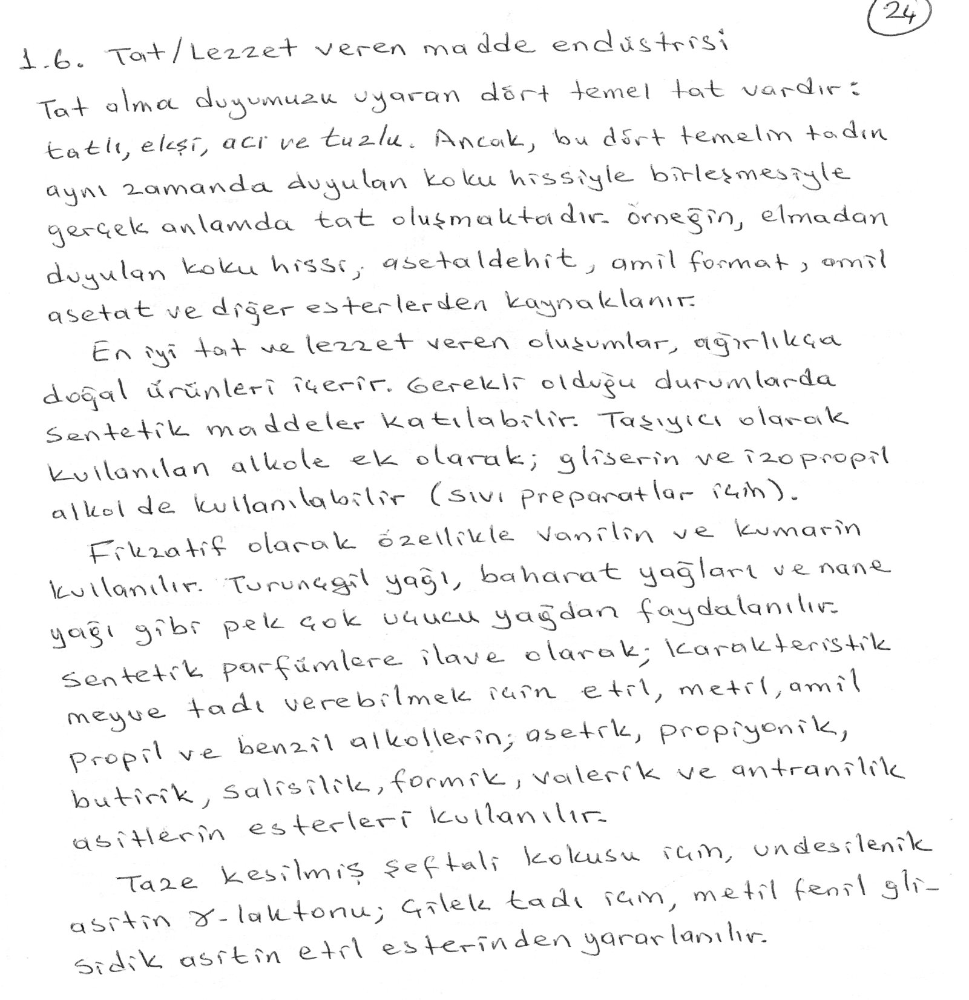 24
1.6. Tat/Lezzet veren madde endüstrisi
Tat alma duyumuzu uyaran dört temel tat vardır:
tatlı, ekşi, acı ve tuzlu. Ancak, bu dört temelin tadın
aynı zamanda duyulan koku hissiyle birleşmesiyle
gerçek anlamda tat oluşmaktadır. Örneğin, elmadan
duyulan koku hissi; asetaldehit, amil format, amil
asetat ve diğer esterlerden kaynaklanır.
En iyi tat ve lezzet veren oluşumlar, ağırlıkça
doğal ürünleri içerir. Gerekli olduğu durumlarda
sentetik maddeler katılabilir. Taşıyıcı olarak
kullanılan alkole ek olarak; gliserin ve izopropil
alkol de kullanılabilir (sıvı preparatlar için).
Fikzatif olarak özellikle vanilin ve kumarin
kullanılır. Turunçgil yağı, baharat yağları ve nane
yağı gibi pek çok uçucu yağdan faydalanılır.
Sentetik parfümlere ilave olarak; karakteristik
meyve tadı verebilmek için etil, metil, amil
propil ve benzil alkollerin; asetik, propiyonik,
butirik, salisilik, formik, valerik ve antranilik
asitlerin esterleri kullanılır.
Taze kesilmiş şeftali kokusu için, undesilenik
asitin γ-laktonu; çilek tadı için, metil fenil gli-
sidik asitin etil esterinden yararlanılır.